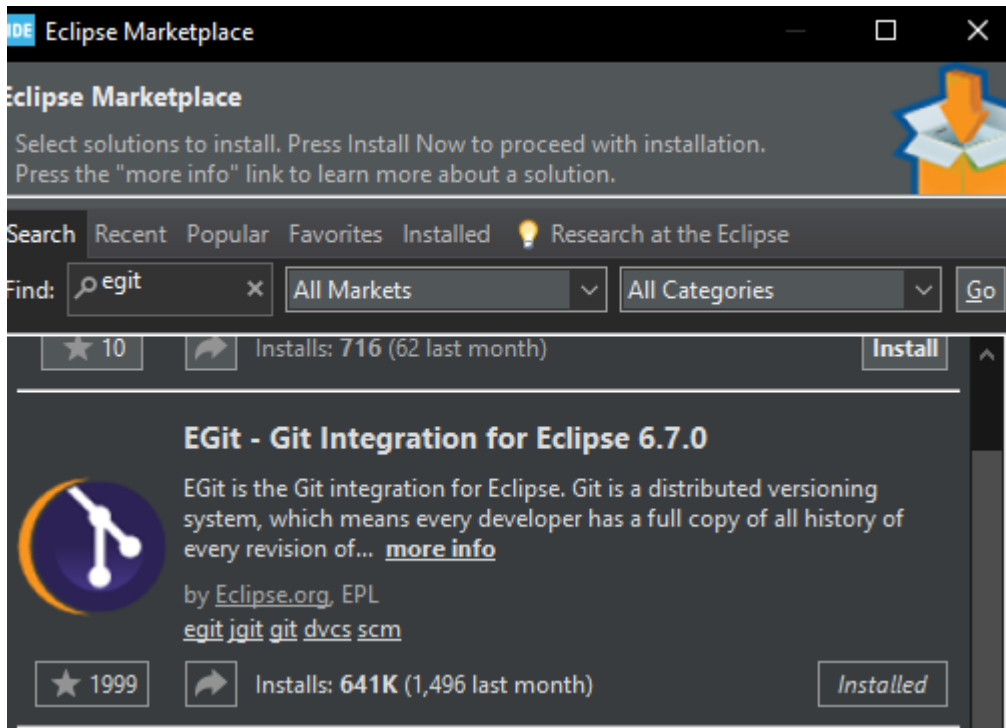 IDE Eclipse Marketplace
Eclipse Marketplace
Select solutions to install. Press Install Now to proceed with installation.
Press the "more info" link to learn more about a solution.
Search Recent Popular Favorites Installed Research at the Eclipse
Find: egit All Markets All Categories Go
10 Installs: 716 (62 last month) Install
EGit - Git Integration for Eclipse 6.7.0
EGit is the Git integration for Eclipse. Git is a distributed versioning
system, which means every developer has a full copy of all history of
every revision of... more info
by Eclipse.org, EPL
egit jgit git dvcs scm
1999 Installs: 641K (1,496 last month) Installed